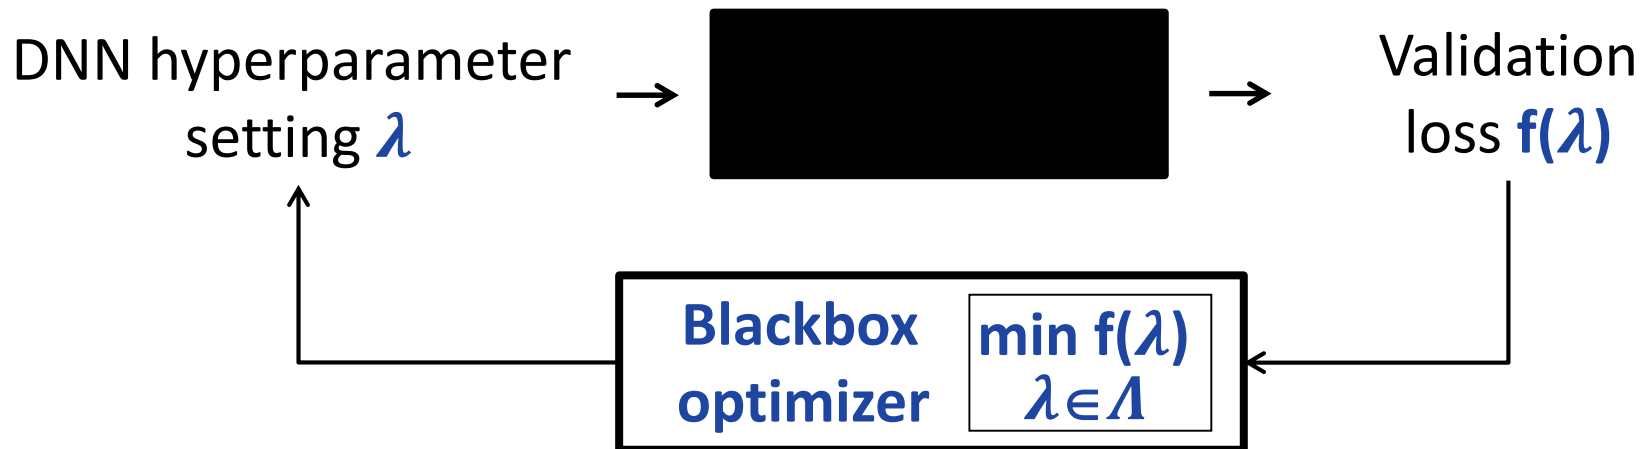 DNN hyperparameter
setting λ
Validation
loss f(λ)
Blackbox
optimizer
min f(λ)
λ∈Λ